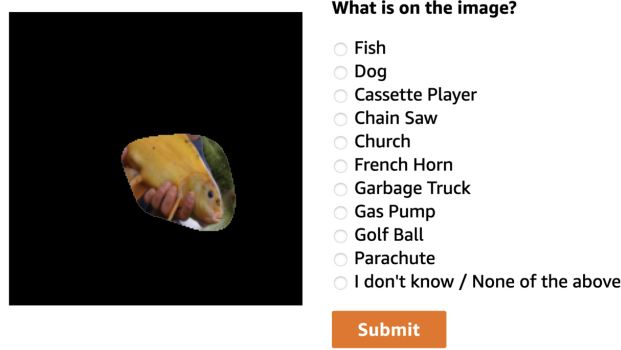 What is on the image?
Fish
Dog
Cassette Player
Chain Saw
Church
French Horn
Garbage Truck
Gas Pump
Golf Ball
Parachute
I don't know / None of the above
Submit